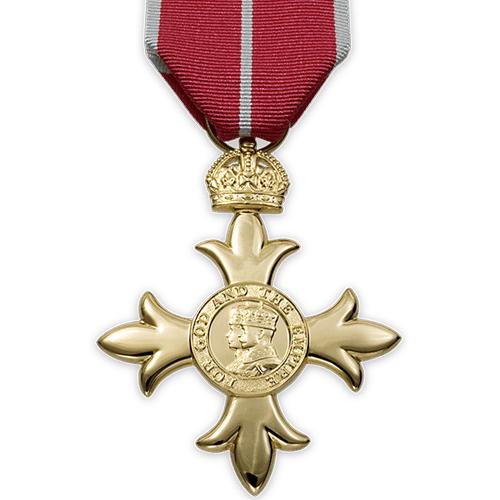 FOR GOD AND THE EMPIRE